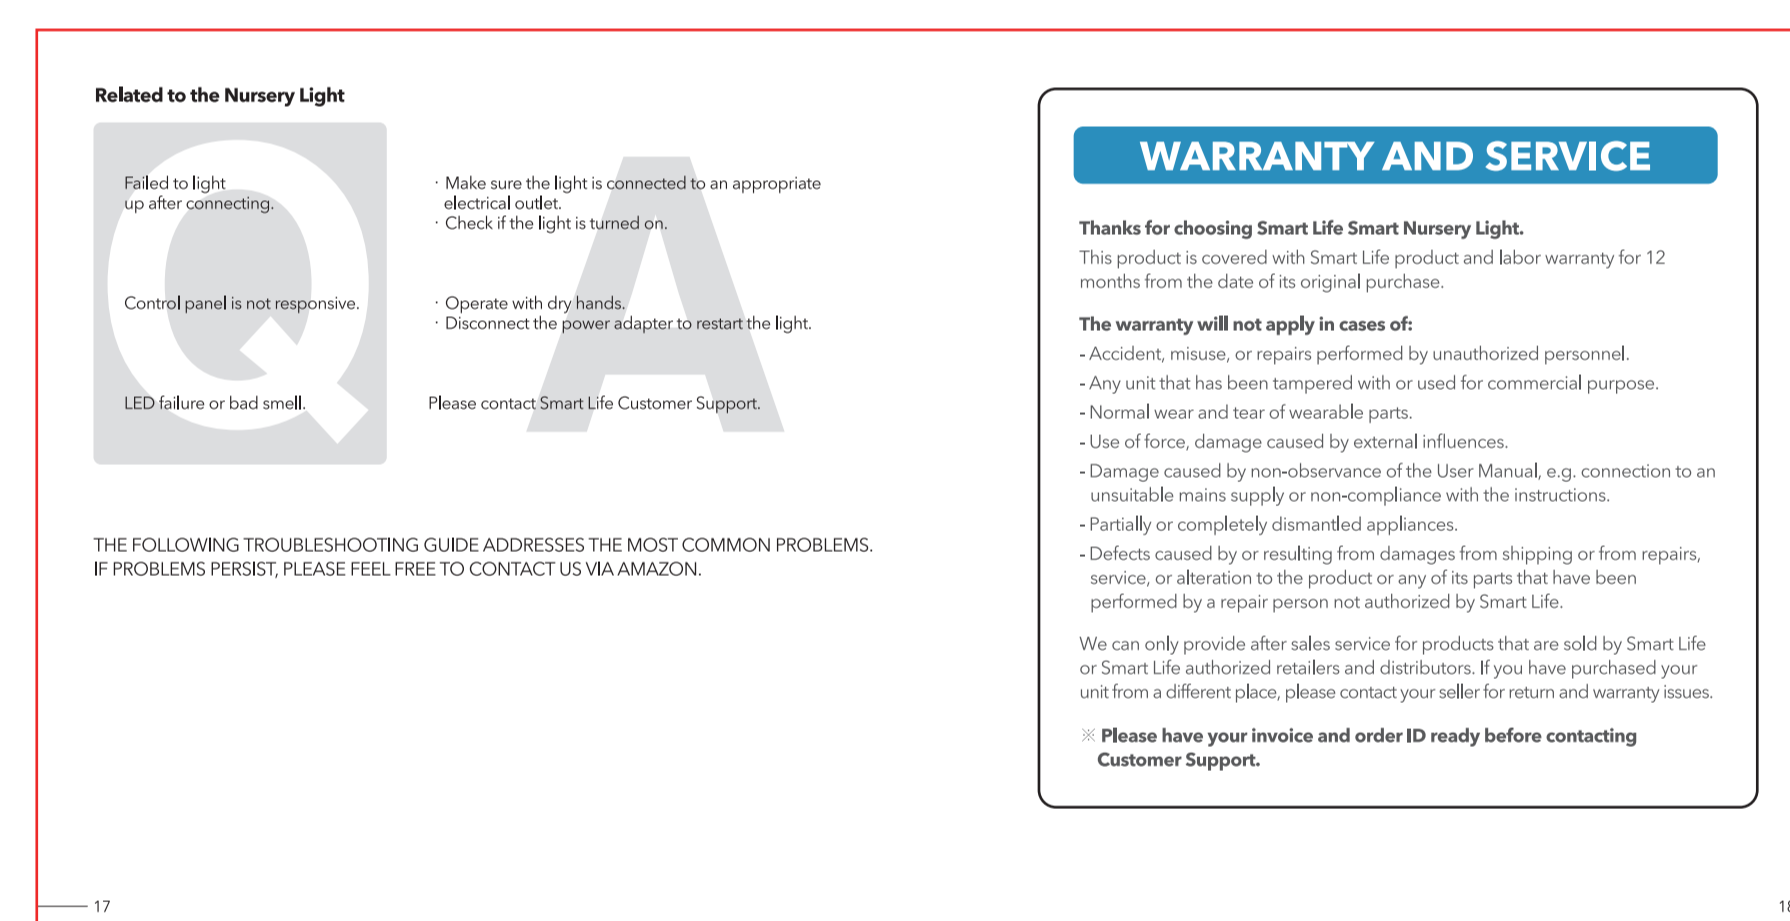 Related to the Nursery Light
Failed to light
up after connecting.
· Make sure the light is connected to an appropriate
electrical outlet.
· Check if the light is turned on.
Control panel is not responsive.
· Operate with dry hands.
· Disconnect the power adapter to restart the light.
LED failure or bad smell.
Please contact Smart Life Customer Support.
Q
A
THE FOLLOWING TROUBLESHOOTING GUIDE ADDRESSES THE MOST COMMON PROBLEMS.
IF PROBLEMS PERSIST, PLEASE FEEL FREE TO CONTACT US VIA AMAZON.
17
WARRANTY AND SERVICE
Thanks for choosing Smart Life Smart Nursery Light.
This product is covered with Smart Life product and labor warranty for 12
months from the date of its original purchase.
The warranty will not apply in cases of:
- Accident, misuse, or repairs performed by unauthorized personnel.
- Any unit that has been tampered with or used for commercial purpose.
- Normal wear and tear of wearable parts.
- Use of force, damage caused by external influences.
- Damage caused by non-observance of the User Manual, e.g. connection to an
unsuitable mains supply or non-compliance with the instructions.
- Partially or completely dismantled appliances.
- Defects caused by or resulting from damages from shipping or from repairs,
service, or alteration to the product or any of its parts that have been
performed by a repair person not authorized by Smart Life.
We can only provide after sales service for products that are sold by Smart Life
or Smart Life authorized retailers and distributors. If you have purchased your
unit from a different place, please contact your seller for return and warranty issues.
※ Please have your invoice and order ID ready before contacting
Customer Support.
18